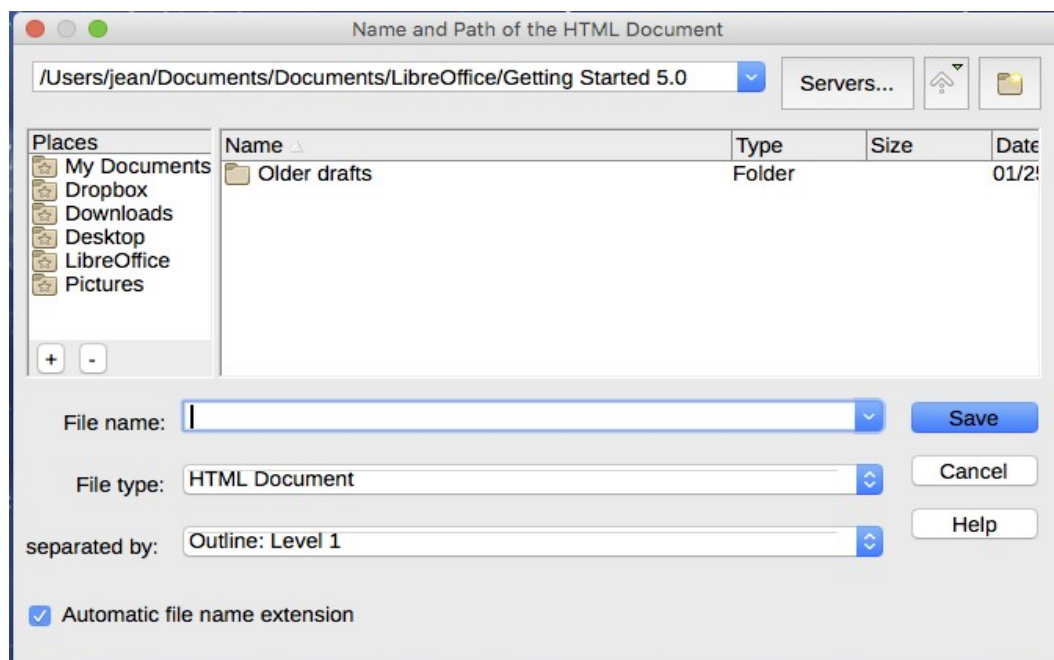 Name and Path of the HTML Document
/Users/jean/Documents/Documents/LibreOffice/Getting Started 5.0
Servers...
Places
Name
Type
Size
Date
My Documents
Older drafts
Folder
Dropbox
Downloads
Desktop
LibreOffice
Pictures
+
-
File name:
Save
File type:
HTML Document
Cancel
separated by:
Outline: Level 1
Help
Automatic file name extension